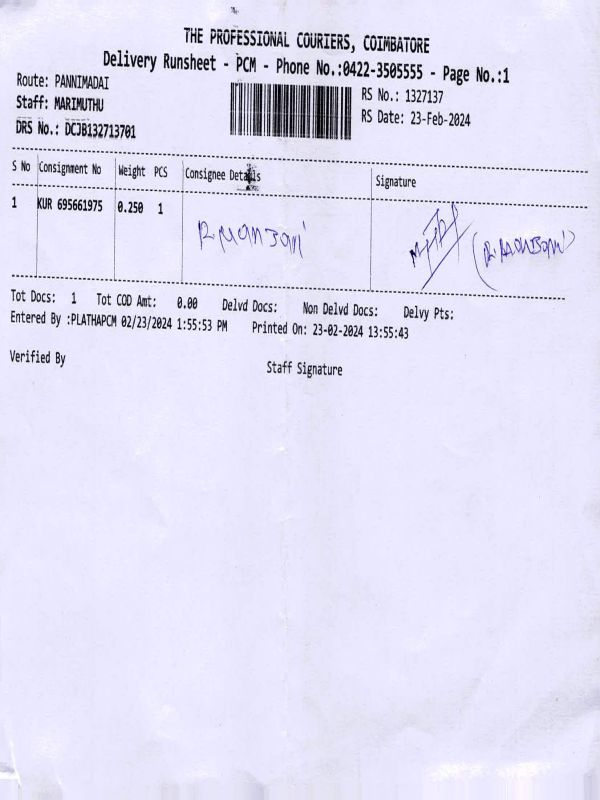 THE PROFESSIONAL COURIERS, COIMBATORE
Delivery Runsheet - PCM - Phone No.:0422-3505555 - Page No.:1
Route: PANNIMADAI
Staff: MARIMUTHU
DRS No.: DCJB132713701
RS No.: 1327137
RS Date: 23-Feb-2024
S No Consignment No Weight PCS Consignee Details Signature
1 KUR 695661975 0.250 1
Tot Docs: 1 Tot COD Amt: 0.00 Delvd Docs: Non Delvd Docs: Delvy Pts:
Entered By :PLATHAPCM 02/23/2024 1:55:53 PM Printed On: 23-02-2024 13:55:43
Verified By
Staff Signature